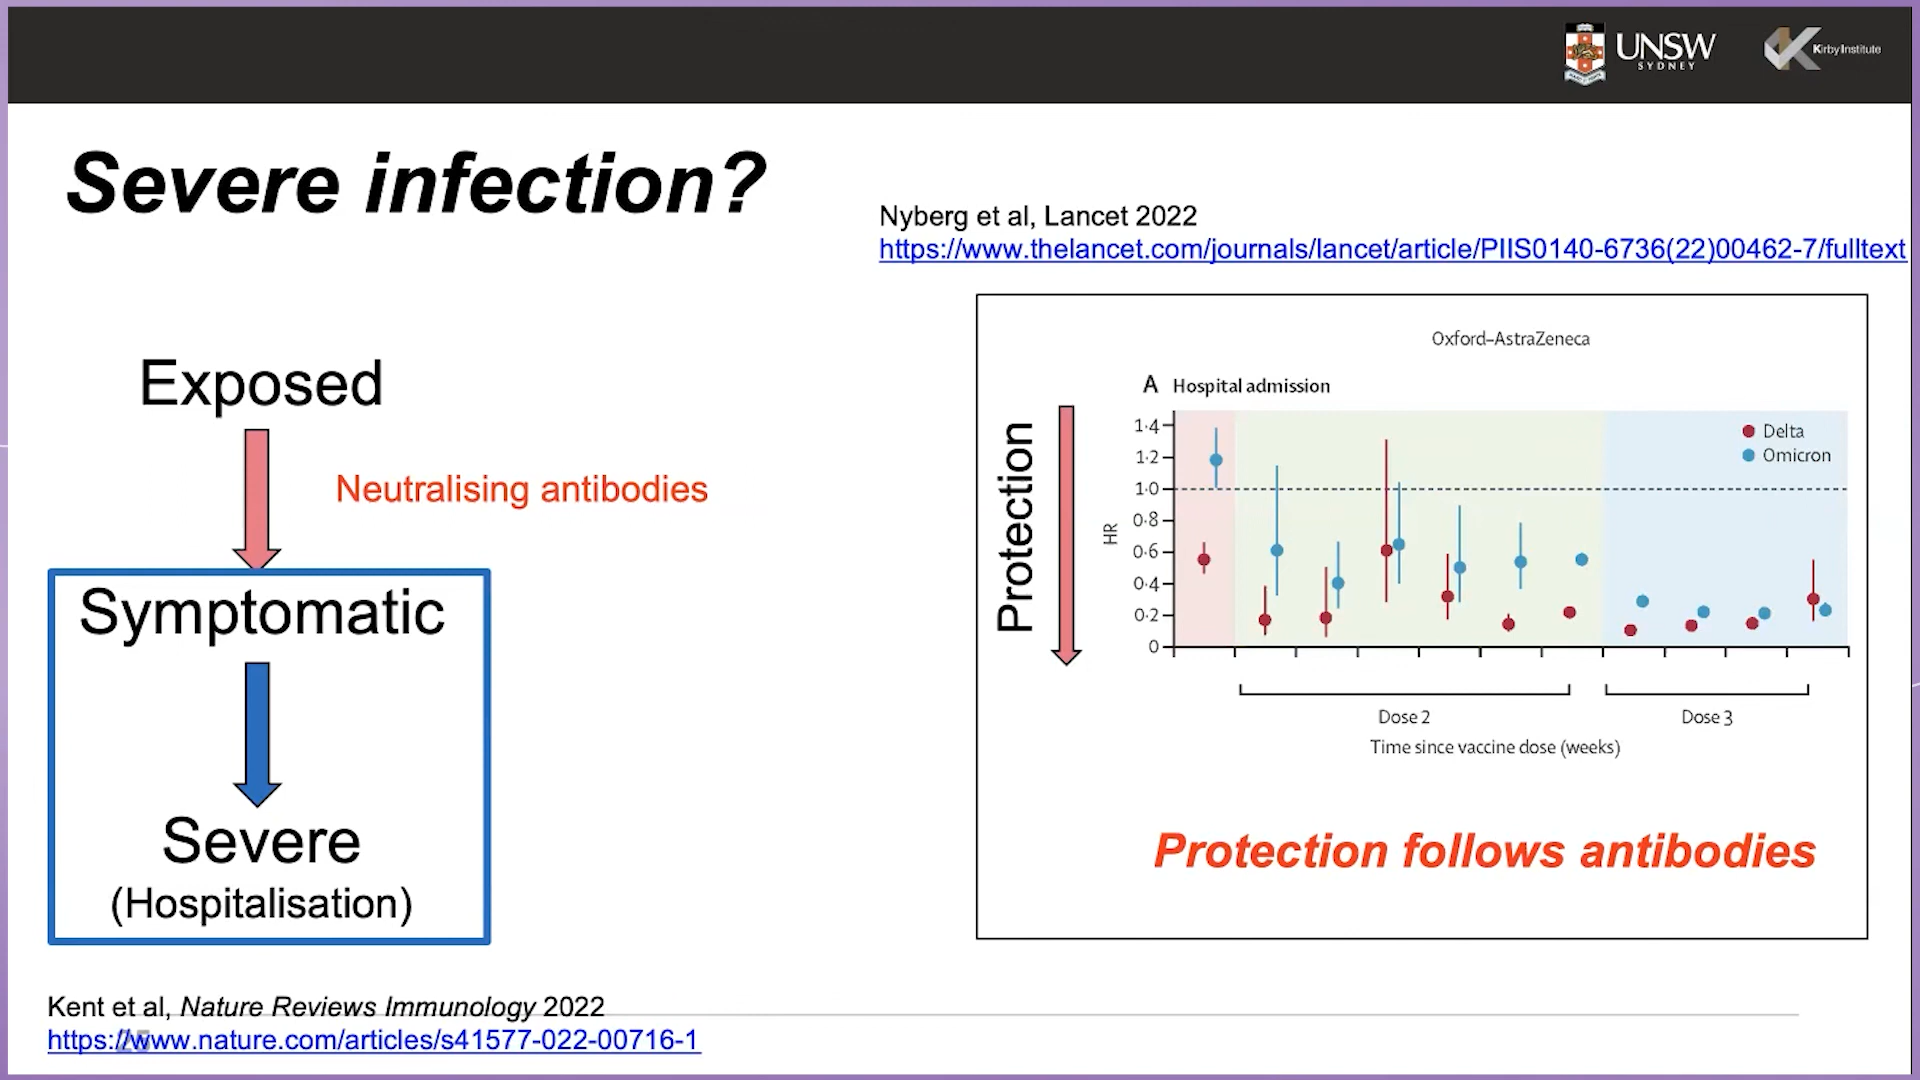 UNSW
SYDNEY
Kirby Institute
Severe infection?
Nyberg et al, Lancet 2022
https://www.thelancet.com/journals/lancet/article/PIIS0140-6736(22)00462-7/fulltext
Exposed
Neutralising antibodies
Symptomatic
Severe
(Hospitalisation)
Protection
Oxford–AstraZeneca
A Hospital admission
HR
1·4
1·2
1·0
0·8
0·6
0·4
0·2
0
Delta
Omicron
Dose 2
Dose 3
Time since vaccine dose (weeks)
Protection follows antibodies
Kent et al, Nature Reviews Immunology 2022
https://www.nature.com/articles/s41577-022-00716-1